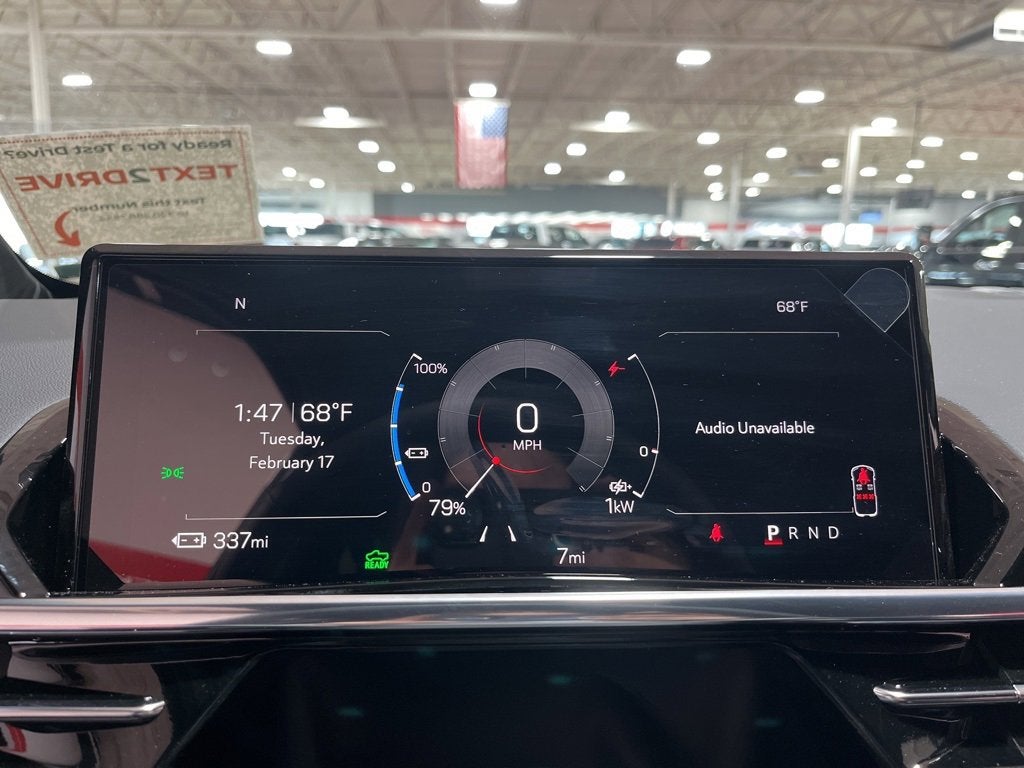 Ready for a Test Drive?
TEXT2DRIVE
Text this Number
N
68°F
100%
1:47 | 68°F
0
MPH
Tuesday,
February 17
Audio Unavailable
0
0
79%
1kW
337mi
READY
7mi
P R N D